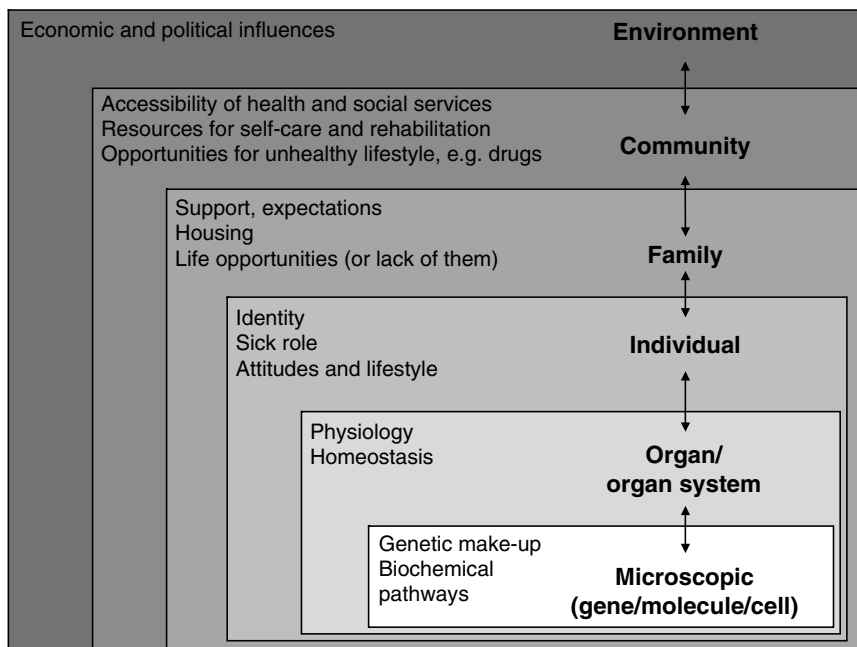 Economic and political influences
Environment
Accessibility of health and social services
Resources for self-care and rehabilitation
Opportunities for unhealthy lifestyle, e.g. drugs
Community
Support, expectations
Housing
Life opportunities (or lack of them)
Family
Identity
Sick role
Attitudes and lifestyle
Individual
Physiology
Homeostasis
Organ/
organ system
Genetic make-up
Biochemical
pathways
Microscopic
(gene/molecule/cell)